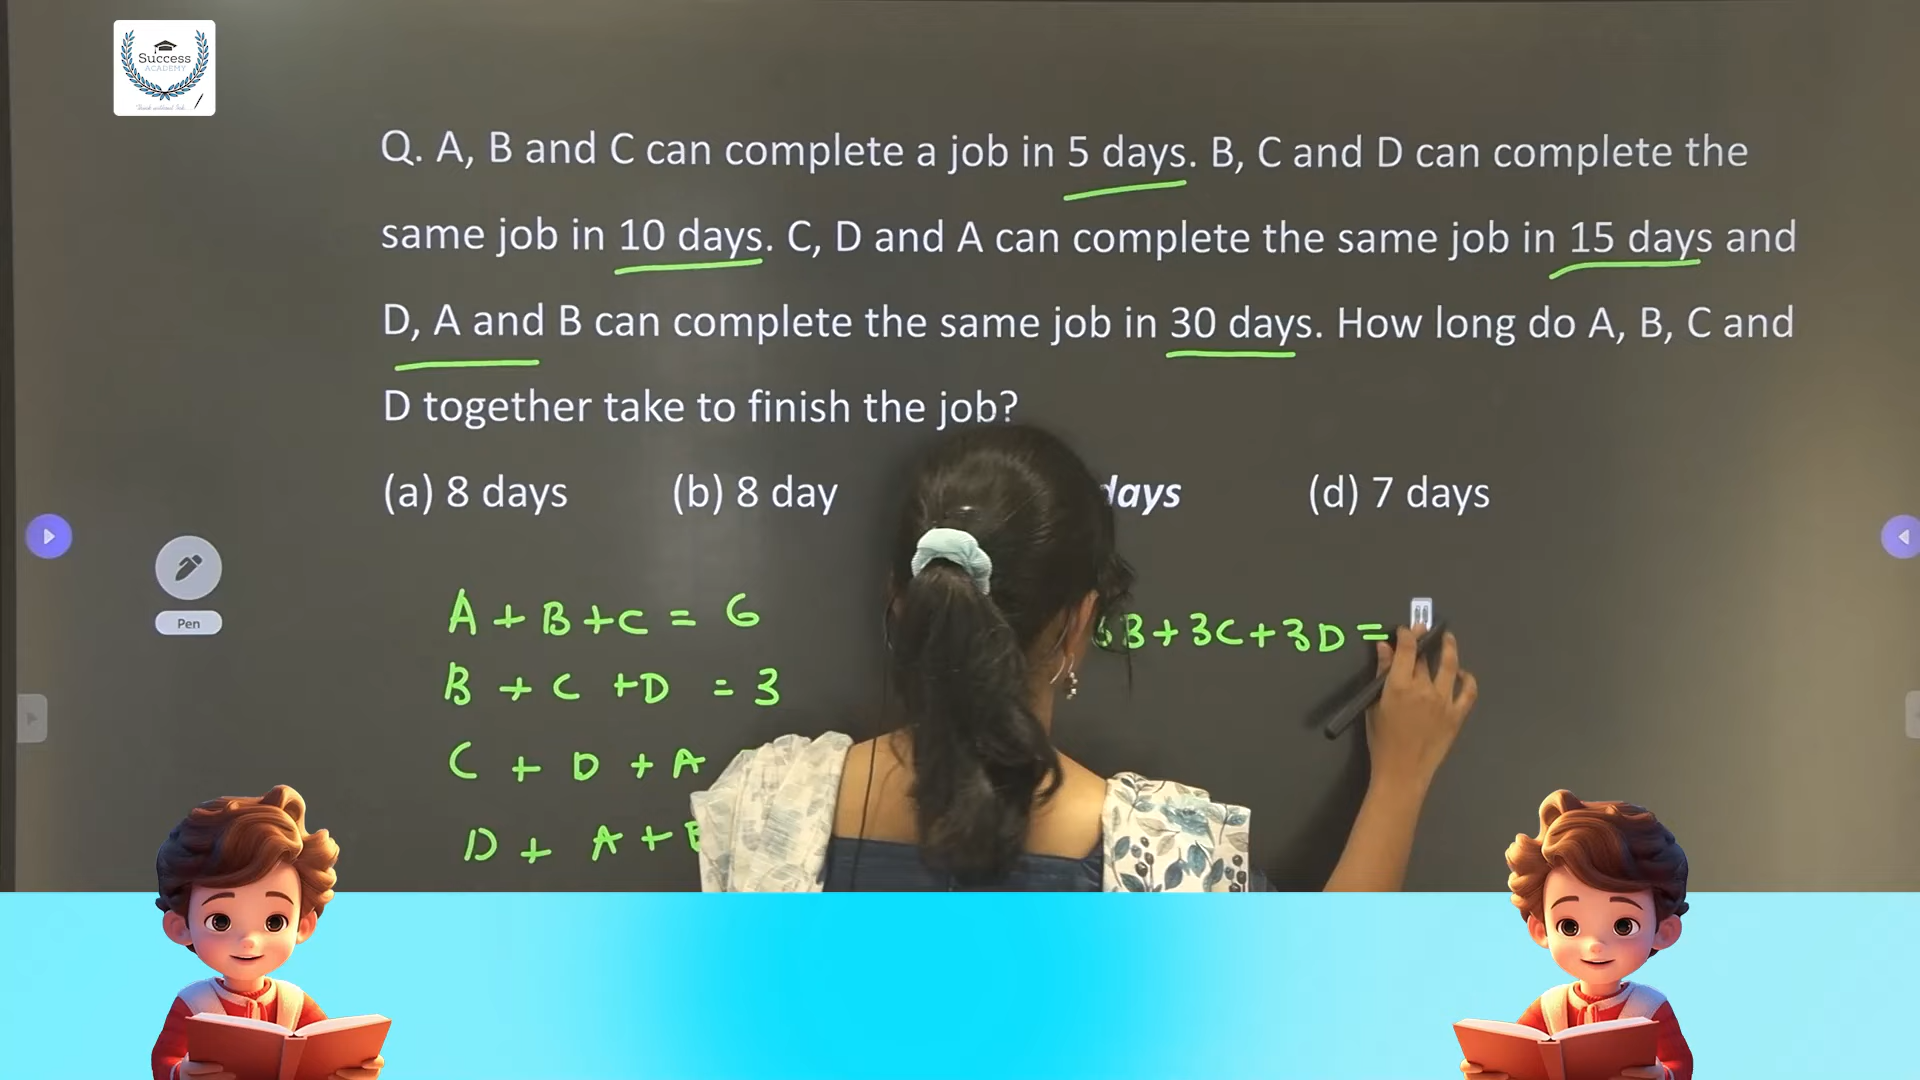 Success
ACADEMY
Q. A, B and C can complete a job in 5 days. B, C and D can complete the
same job in 10 days. C, D and A can complete the same job in 15 days and
D, A and B can complete the same job in 30 days. How long do A, B, C and
D together take to finish the job?
(a) 8 days (b) 8 day days (d) 7 days
Pen
A + B + C = 6
B + C + D = 3
C + D + A
D + A +
B + 3C + 3D =